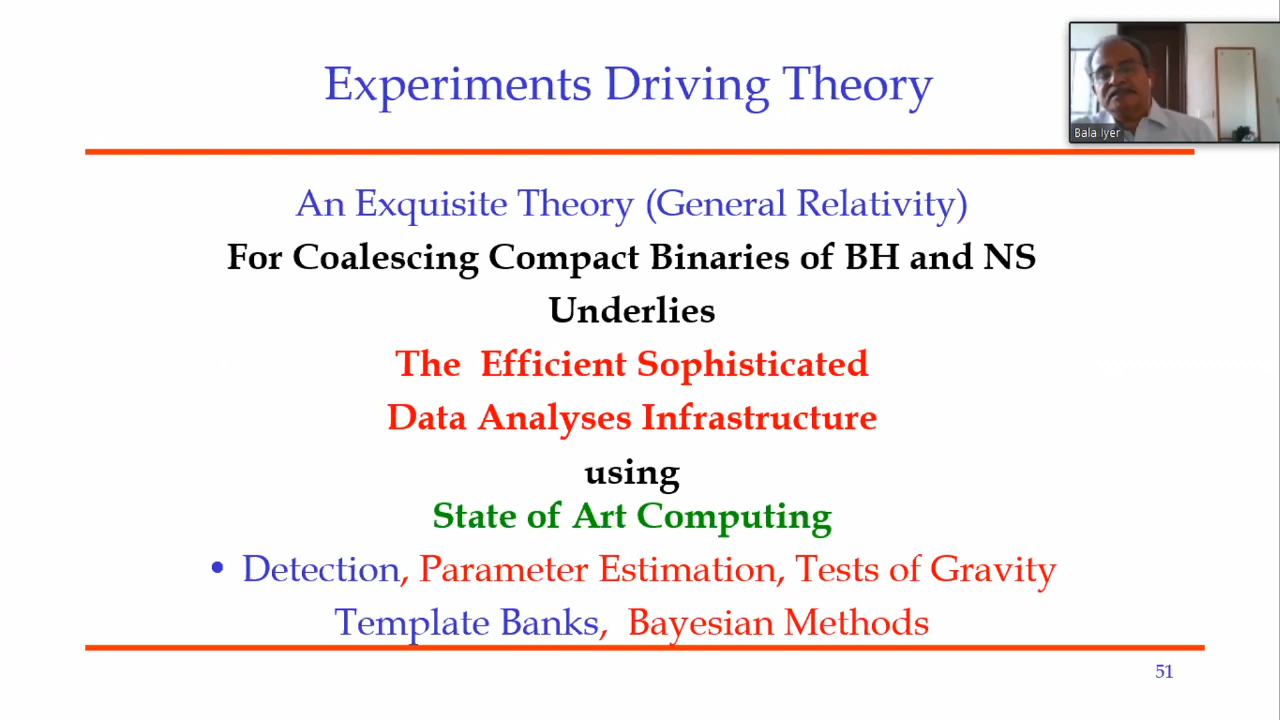 Experiments Driving Theory
Bala Iyer
An Exquisite Theory (General Relativity)
For Coalescing Compact Binaries of BH and NS
Underlies
The Efficient Sophisticated
Data Analyses Infrastructure
using
State of Art Computing
• Detection, Parameter Estimation, Tests of Gravity
Template Banks, Bayesian Methods
51